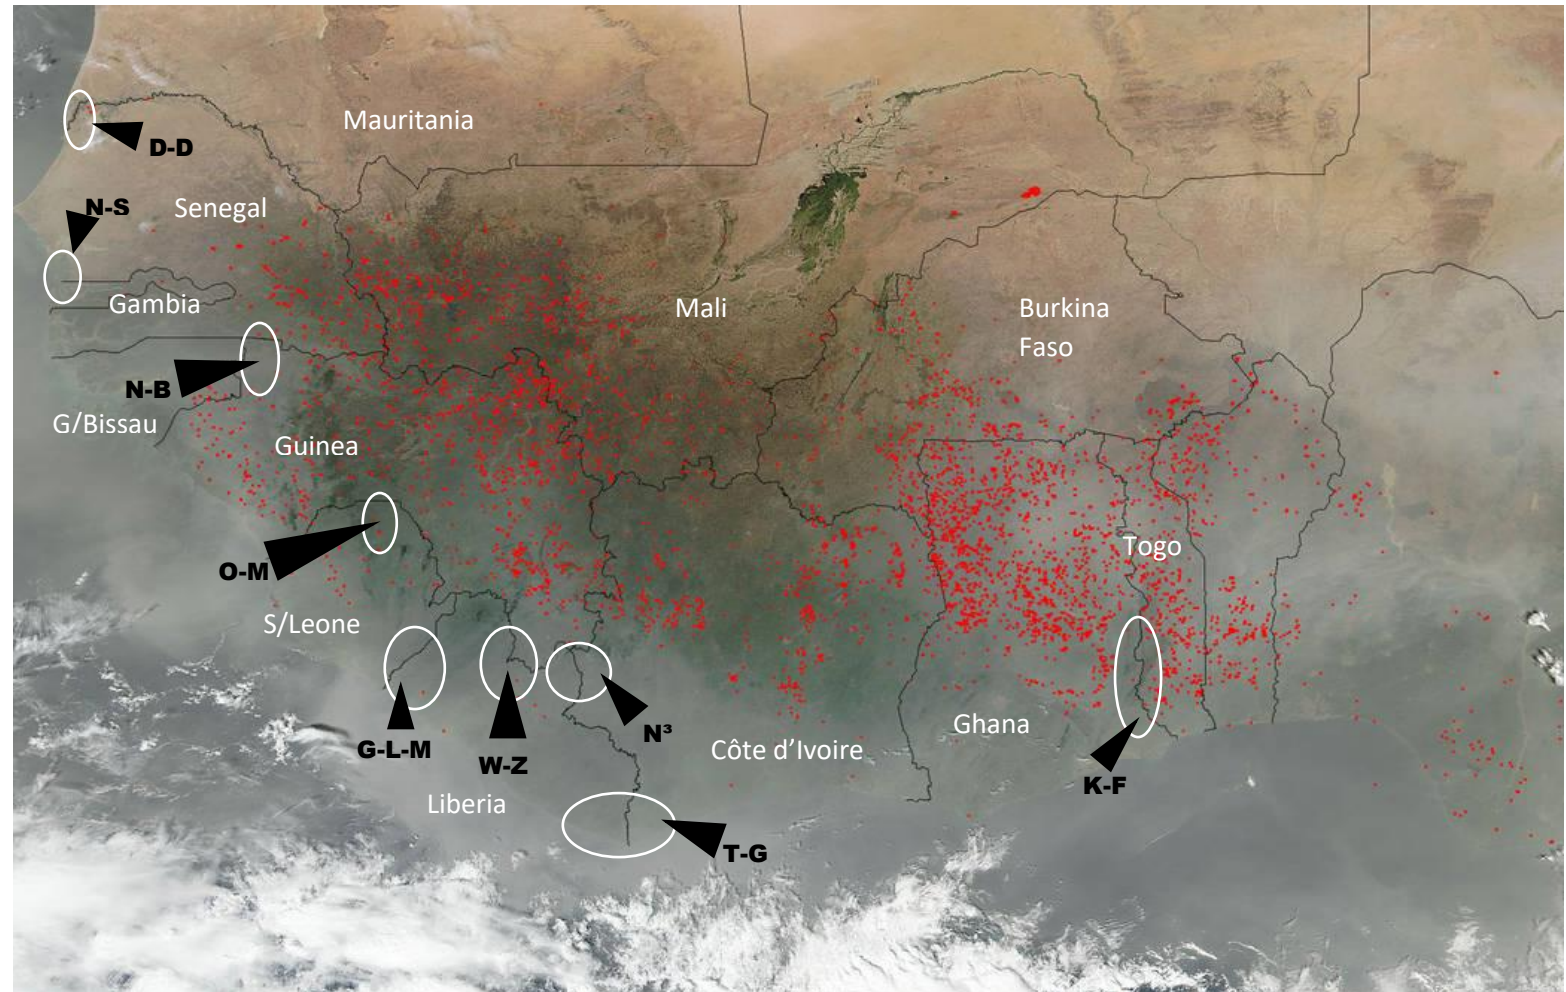 Mauritania
D-D
N-S
Senegal
Gambia
Mali
Burkina
Faso
N-B
G/Bissau
Guinea
Togo
O-M
S/Leone
G-L-M
W-Z
N³
Côte d’Ivoire
Ghana
K-F
Liberia
T-G